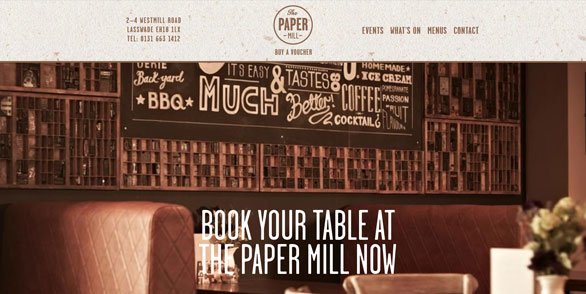 2–4 WESTMILL ROAD
LASSWADE EH18 1LX
TEL: 0131 663 1412
The
PAPER
MILL
BUY A VOUCHER
EVENTS WHAT'S ON MENUS CONTACT
Back-yard
BBQ
IT'S EASY
MUCH
&
TASTES
Better!
COFFEE
COCKTAIL
HOMEMADE
ICE CREAM
POMEGRANATE
PASSION
FRUIT
BOOK YOUR TABLE AT
THE PAPER MILL NOW